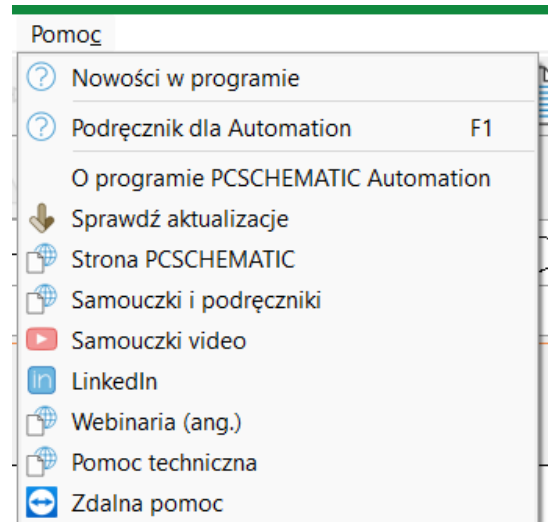 Pomoc
Nowości w programie
Podręcznik dla Automation F1
O programie PCSCHEMATIC Automation
Sprawdź aktualizacje
Strona PCSCHEMATIC
Samouczki i podręczniki
Samouczki video
in LinkedIn
Webinaria (ang.)
Pomoc techniczna
Zdalna pomoc